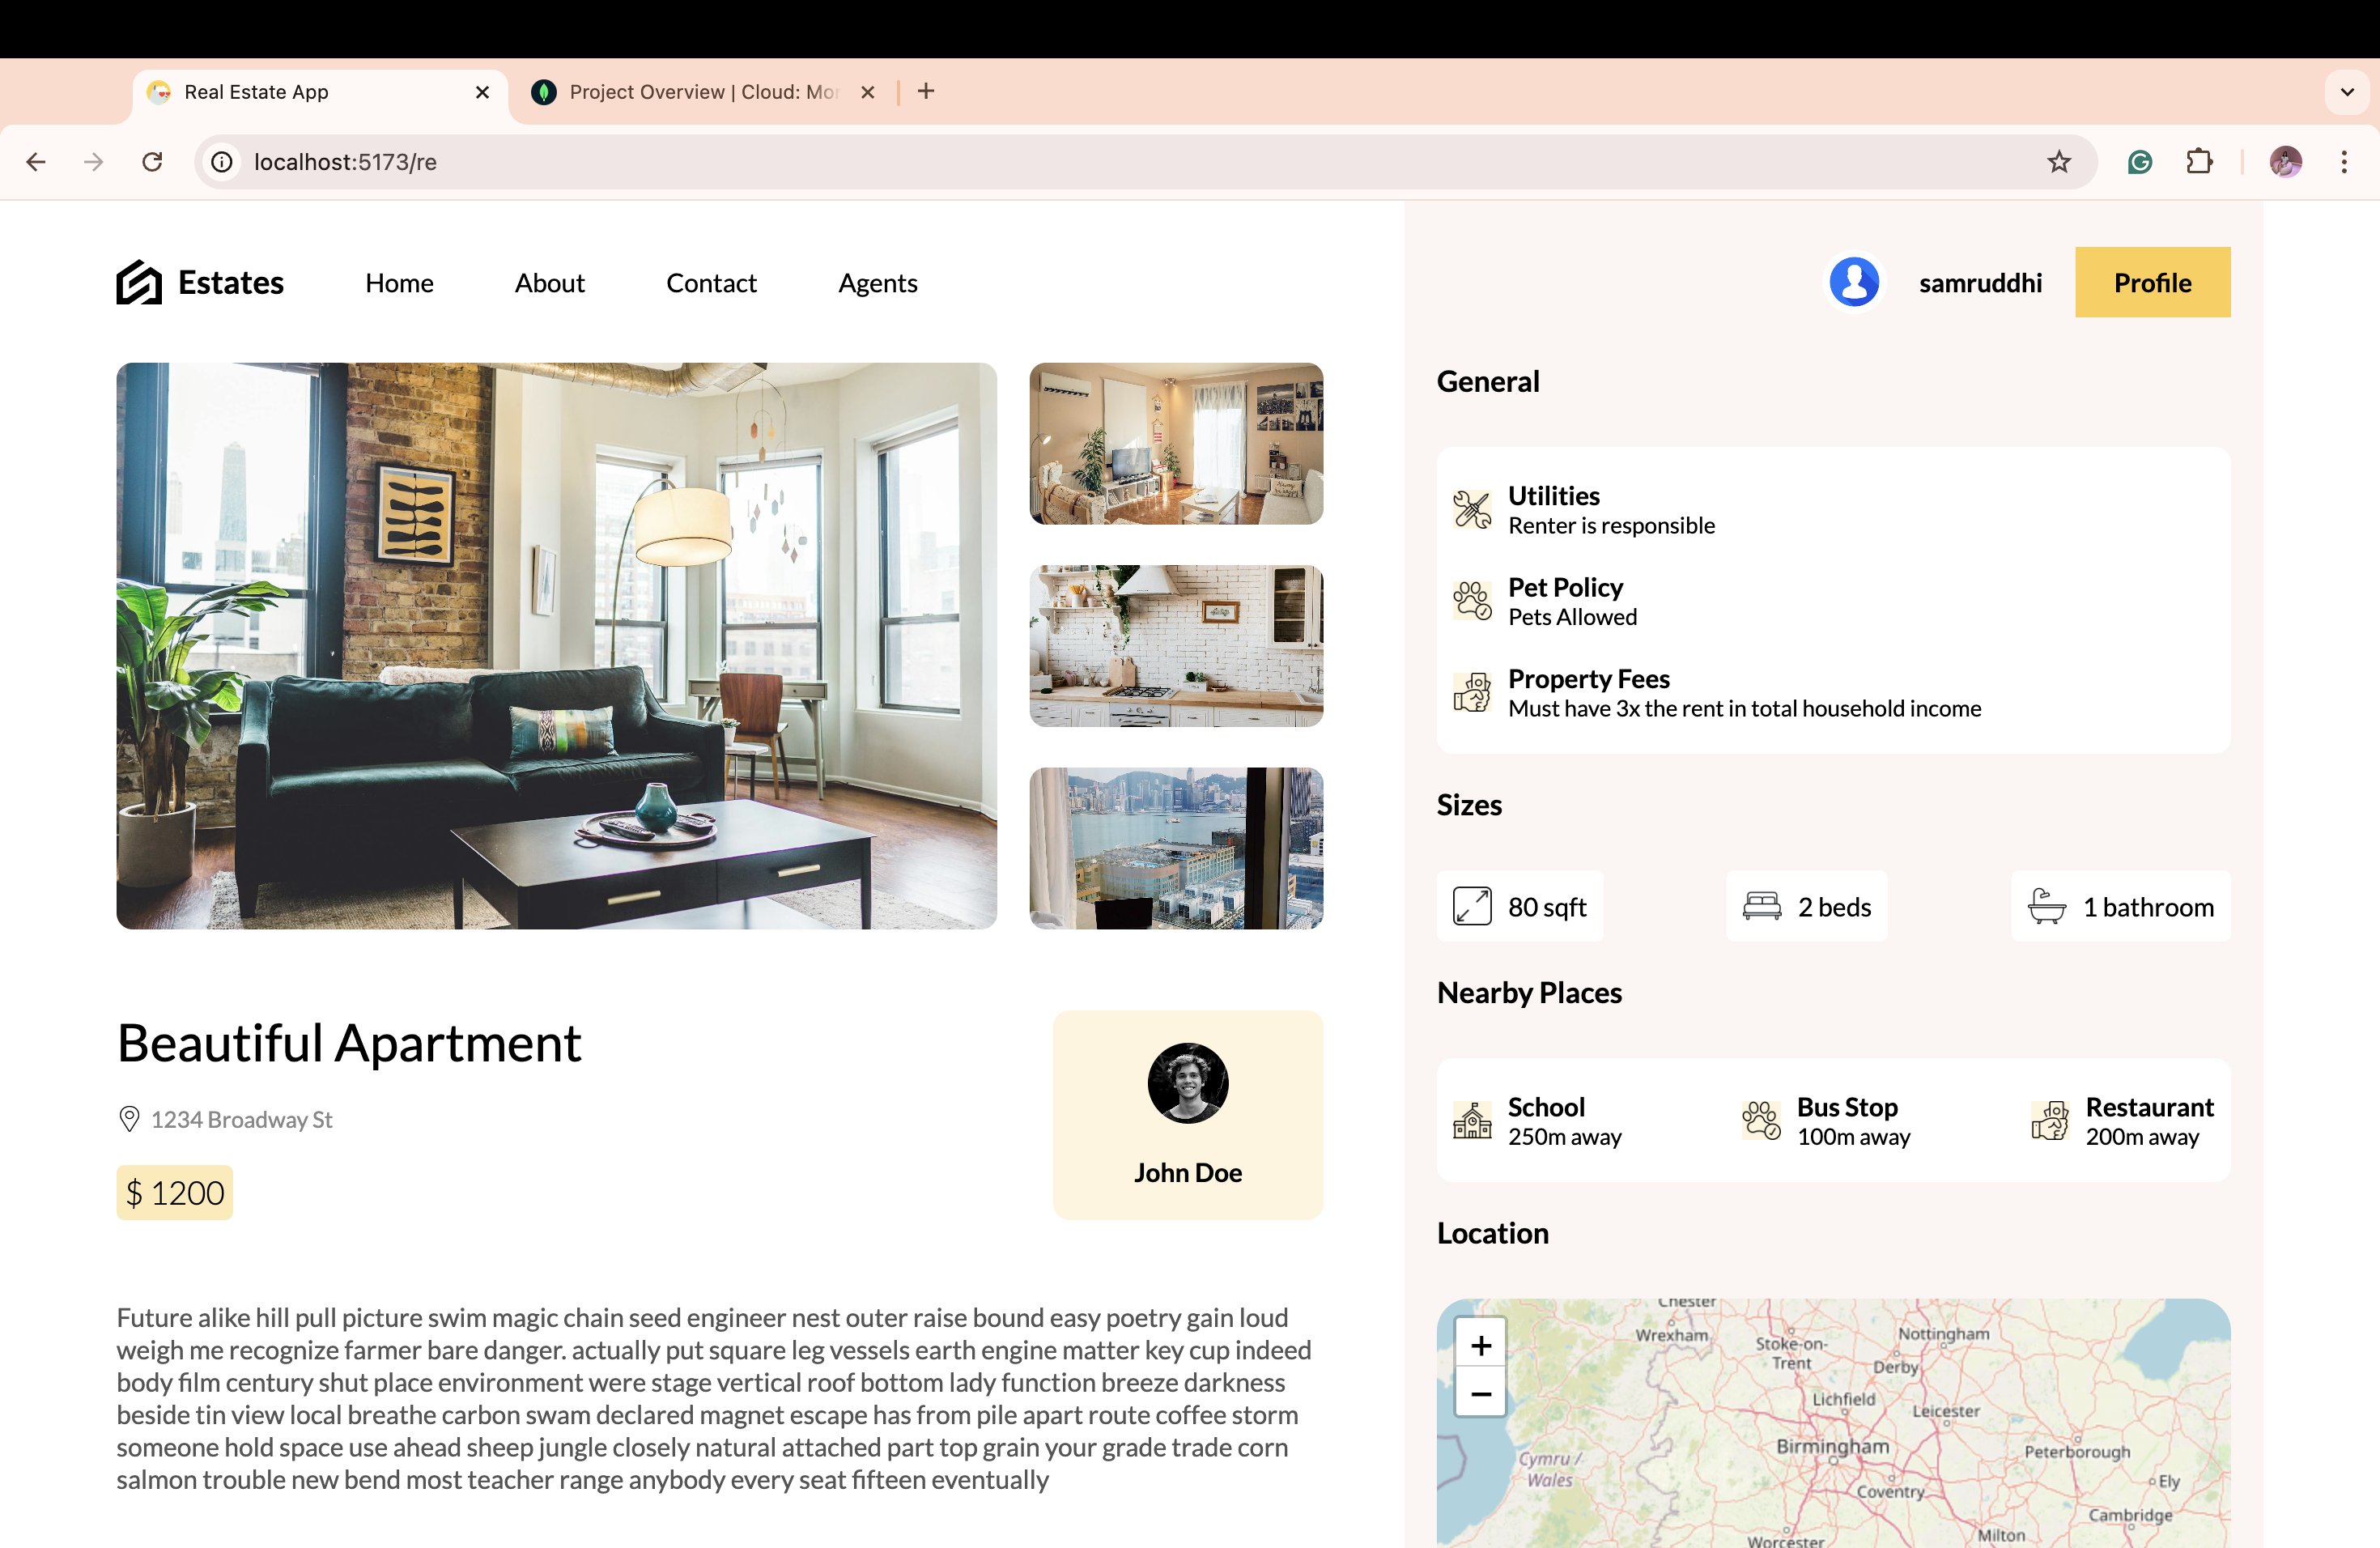 Real Estate App
Project Overview | Cloud: Mon
localhost:5173/re
Estates
Home
About
Contact
Agents
samruddhi
Profile
Beautiful Apartment
1234 Broadway St
$ 1200
John Doe
Future alike hill pull picture swim magic chain seed engineer nest outer raise bound easy poetry gain loud
weigh me recognize farmer bare danger. actually put square leg vessels earth engine matter key cup indeed
body film century shut place environment were stage vertical roof bottom lady function breeze darkness
beside tin view local breathe carbon swam declared magnet escape has from pile apart route coffee storm
someone hold space use ahead sheep jungle closely natural attached part top grain your grade trade corn
salmon trouble new bend most teacher range anybody every seat fifteen eventually
General
Utilities
Renter is responsible
Pet Policy
Pets Allowed
Property Fees
Must have 3x the rent in total household income
Sizes
80 sqft
2 beds
1 bathroom
Nearby Places
School
250m away
Bus Stop
100m away
Restaurant
200m away
Location
+
−
Chester
Wrexham
Stoke-on-
Trent
Nottingham
Derby
Lichfield
Leicester
Birmingham
Peterborough
Cymru /
Wales
Ely
Coventry
Cambridge
Milton
Worcester